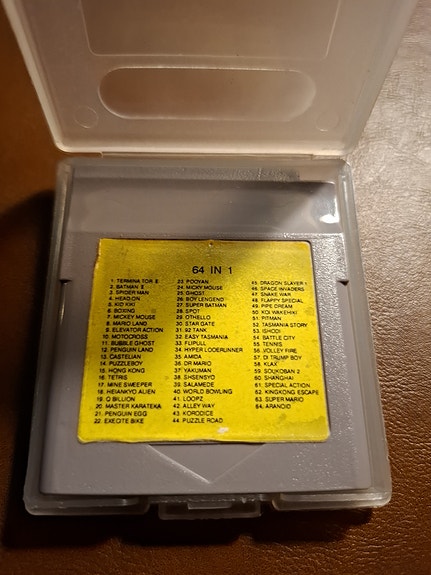 64 IN 1
1. TERMINATOR II
2. BATMAN II
3. SPIDER MAN
4. HEAD.ON
5. KID KIKI
6. BOXING
7. MICKEY MOUSE
8. MARIO LAND
9. ELEVATOR ACTION
10. MOTOCROSS
11. BUBBLE GHOST
12. PENGUIN LAND
13. CASTELIAN
14. PUZZLEBOY
15. HONG KONG
16. TETRIS
17. MINE SWEEPER
18. HEIANKYO ALIEN
19. Q BILLION
20. MASTER KARATEKA
21. PENGUIN EGG
22. EXECITE BIKE
23. POOYAN
24. MICKY MOUSE
25. GHOST
26. BOY LENGEND
27. SUPER BATMAN
28. SPOT
29. OTHELLO
30. STAR GATE
31. 92 TANK
32. EASY TASMANIA
33. FLIPULL
34. HYPER LODERUNNER
35. AMIDA
36. DR MARIO
37. YAKUMAN
38. SHISENSYO
39. SALAMEDE
40. WORLD BOWLING
41. LOOPZ
42. ALLEY WAY
43. KORODICE
44. PUZZLE ROAD
45. DRAGON SLAYER 1
46. SPACE INVADERS
47. SNAKE WAR
48. FLAPPY SPECIAL
49. PIPE DREAM
50. KOI WAKEHIKI
51. PITMAN
52. TASMANIA STORY
53. ISHODI
54. BATTLE CITY
55. TENNIS
56. VOLLEY FIRE
57. D! TRUMP BOY
58. KLAX
59. SOUKOBAN 2
60. SHANGHAI
61. SPECIAL ACTION
62. KINGKONG ESCAPE
63. SUPER MARIO
64. ARANOID